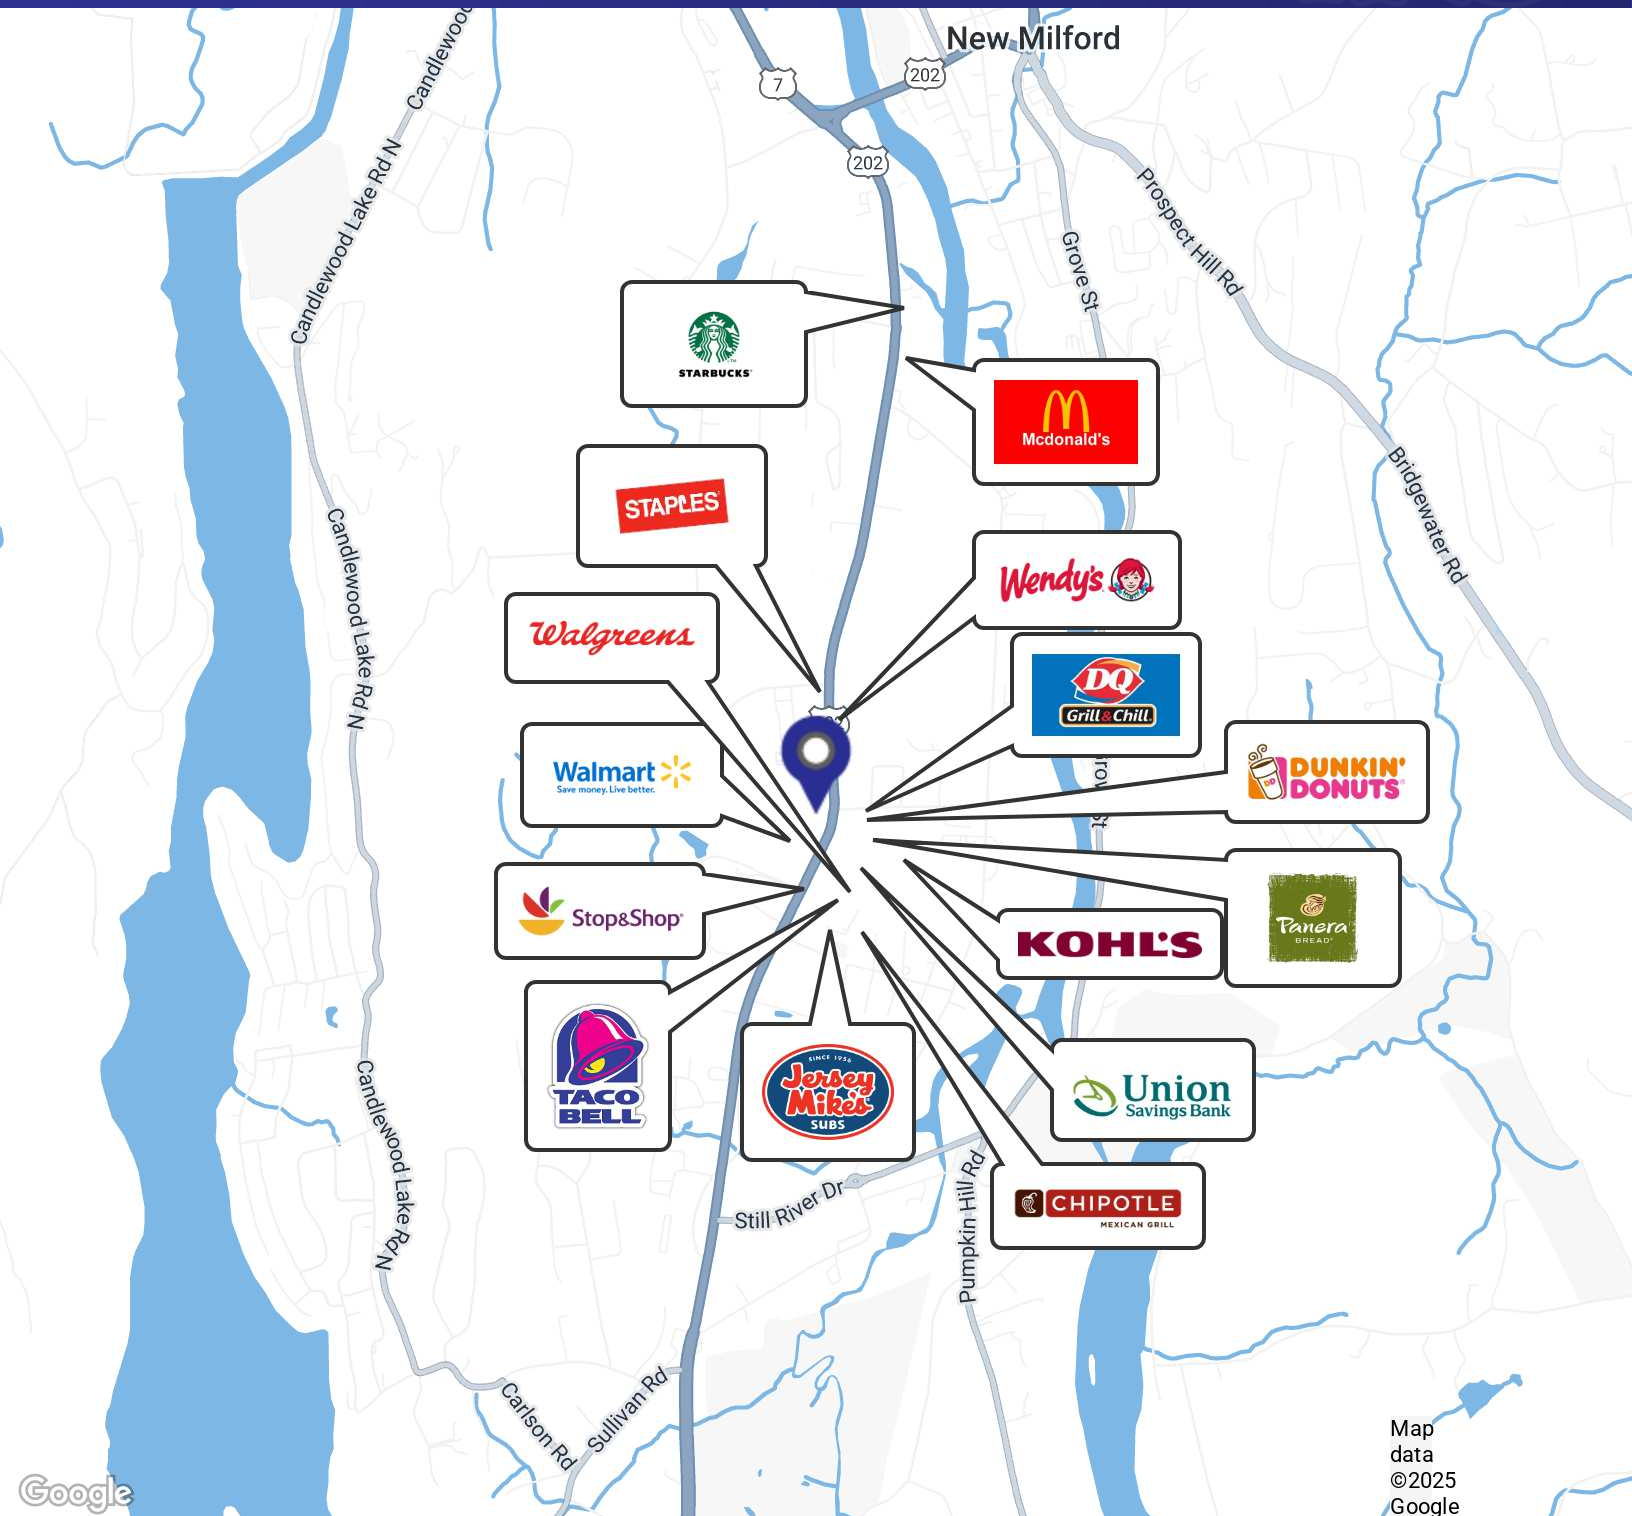 New Milford
7
202
202
Candlewood
Candlewood Lake Rd N
Prospect Hill Rd
Grove St
STARBUCKS
TM
Mcdonald's
STAPLES
Bridgewater Rd
Candlewood Lake Rd N
Wendy's
Walgreens
DQ
Grill & Chill
Walmart
Save money. Live better.
DUNKIN'
DONUTS
DD
Stop&Shop
KOHL'S
Panera
BREAD
TACO
BELL
SINCE 1956
Jersey
Mike's
SUBS
Union
Savings Bank
Candlewood Lake Rd N
CHIPOTLE
MEXICAN GRILL
Still River Dr
Pumpkin Hill Rd
Carlson Rd
Sullivan Rd
Google
Map
data
©2025
Google